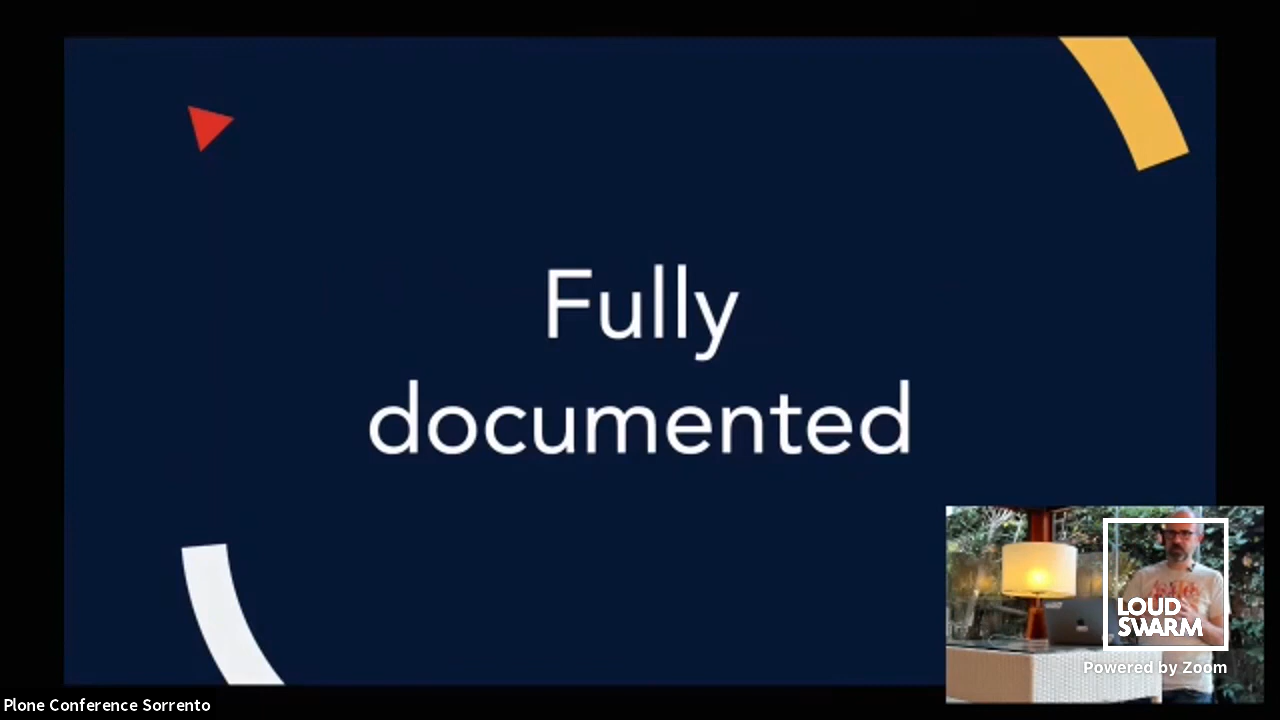 Fully
documented
LOUD
SWARM
Powered by Zoom
Plone Conference Sorrento